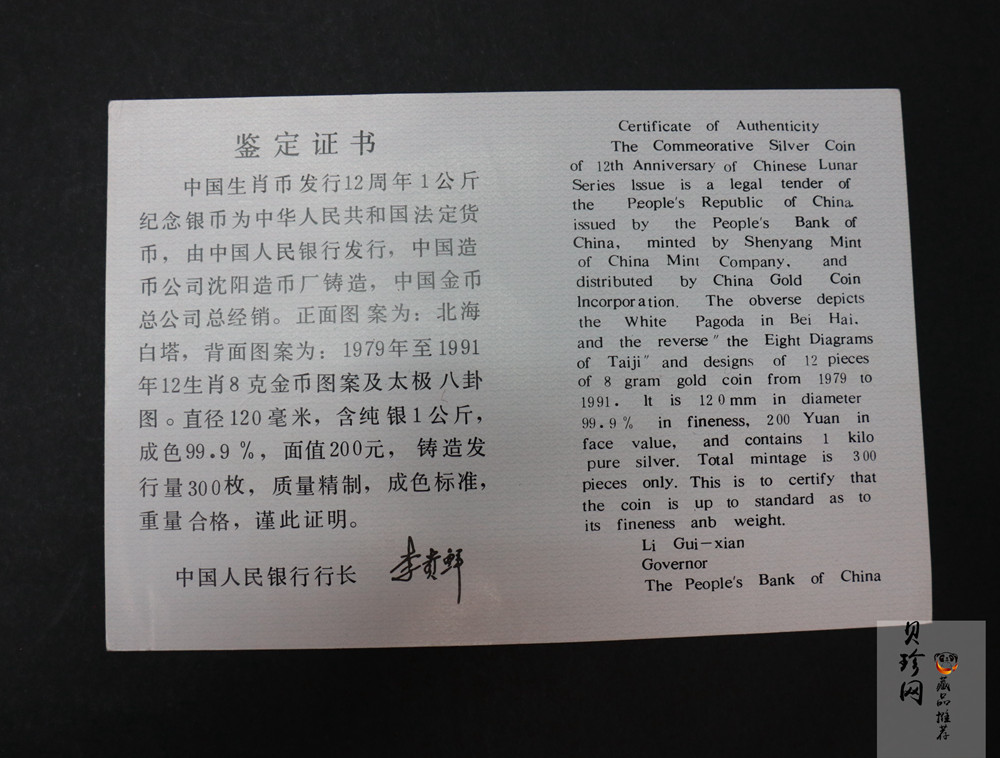 鉴定证书
中国生肖币发行12周年1公斤
纪念银币为中华人民共和国法定货
币，由中国人民银行发行，中国造
币公司沈阳造币厂铸造，中国金币
总公司总经销。正面图案为：北海
白塔，背面图案为：1979年至1991
年12生肖8克金币图案及太极八卦
图。直径120毫米，含纯银1公斤，
成色99.9%，面值200元，铸造发
行量300枚，质量精制，成色标准，
重量合格，谨此证明。
中国人民银行行长 李贵鲜
Certificate of Authenticity
The Commeorative Silver Coin
of 12th Anniversary of Chinese Lunar
Series Issue is a legal tender of
the People's Republic of China.
issued by the People's Bank of
China, minted by Shenyang Mint
of China Mint Company, and
distributed by China Gold Coin
Incorporation. The obverse depicts
the White Pagoda in Bei Hai.
and the reverse" the Eight Diagrams
of Taiji" and designs of 12 pieces
of 8 gram gold coin from 1979 to
1991. It is 120mm in diameter
99.9% in fineness, 200 Yuan in
face value, and contains 1 kilo
pure silver. Total mintage is 300
pieces only. This is to certify that
the coin is up to standard as to
its fineness anb weight.
Li Gui-xian
Governor
The People's Bank of China
贝珍网
藏品推荐